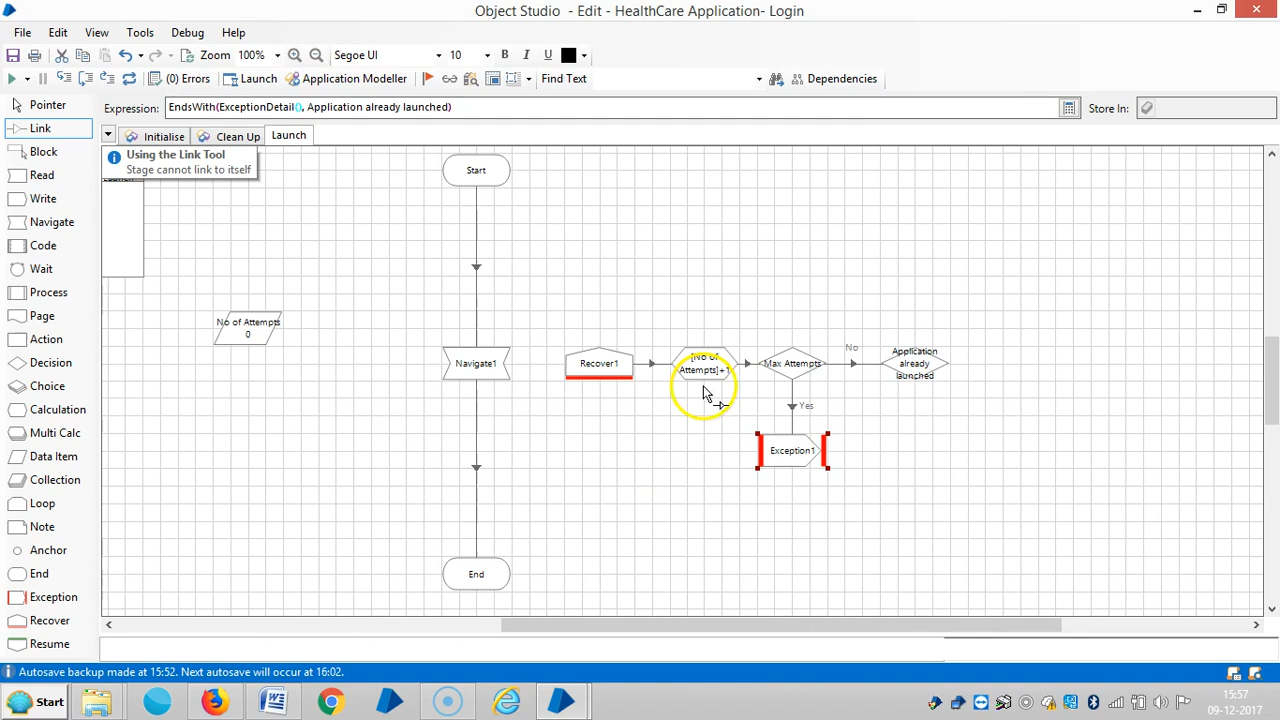 Object Studio - Edit - HealthCare Application- Login
File Edit View Tools Debug Help
Zoom 100% Segoe UI 10 B I U
(0) Errors Launch Application Modeller Find Text Dependencies
Pointer
Link
Block
Read
Write
Navigate
Code
Wait
Process
Page
Action
Decision
Choice
Calculation
Multi Calc
Data Item
Collection
Loop
Note
Anchor
End
Exception
Recover
Resume
Expression: EndsWith(ExceptionDetail(), Application already launched) Store In:
Initialise Clean Up Launch
Using the Link Tool
Stage cannot link to itself
Start
No of Attempts
0
Navigate1
Recover1
[No of
Attempts]+1
Max Attempts
No
Application
already
launched
Yes
Exception1
End
Autosave backup made at 15:52. Next autosave will occur at 16:02.
Start
15:57
09-12-2017